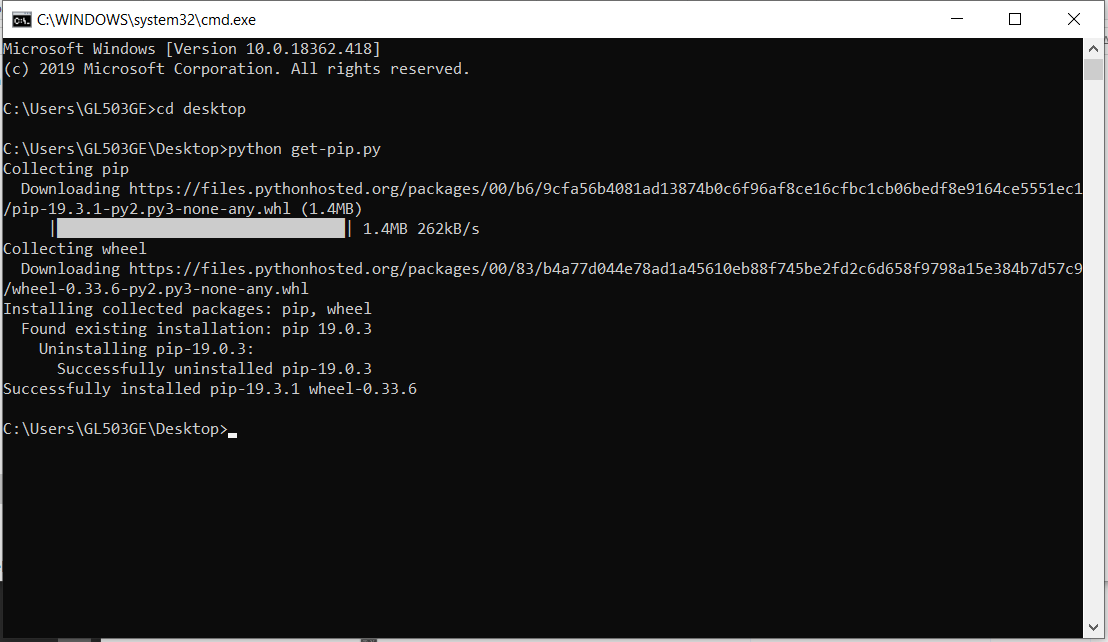 C:\WINDOWS\system32\cmd.exe
Microsoft Windows [Version 10.0.18362.418]
(c) 2019 Microsoft Corporation. All rights reserved.
C:\Users\GL503GE>cd desktop
C:\Users\GL503GE\Desktop>python get-pip.py
Collecting pip
Downloading https://files.pythonhosted.org/packages/00/b6/9cfa56b4081ad13874b0c6f96af8ce16cfbc1cb06bedf8e9164ce5551ec1
/pip-19.3.1-py2.py3-none-any.whl (1.4MB)
| | 1.4MB 262kB/s
Collecting wheel
Downloading https://files.pythonhosted.org/packages/00/83/b4a77d044e78ad1a45610eb88f745be2fd2c6d658f9798a15e384b7d57c9
/wheel-0.33.6-py2.py3-none-any.whl
Installing collected packages: pip, wheel
Found existing installation: pip 19.0.3
Uninstalling pip-19.0.3:
Successfully uninstalled pip-19.0.3
Successfully installed pip-19.3.1 wheel-0.33.6
C:\Users\GL503GE\Desktop>